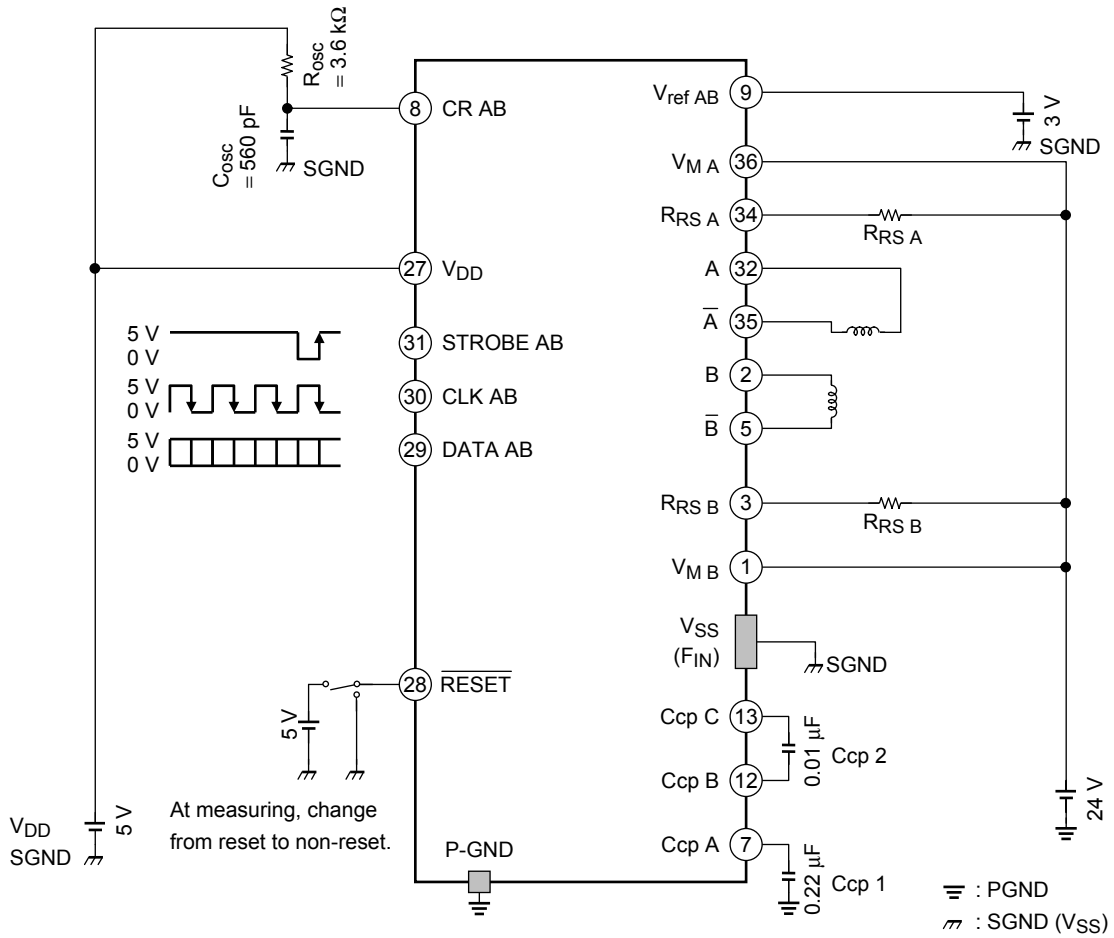 Rosc
= 3.6 kΩ
Cosc
= 560 pF
SGND
8
CR AB
27
VDD
5 V
0 V
31
STROBE AB
5 V
0 V
30
CLK AB
5 V
0 V
29
DATA AB
28
RESET
5 V
At measuring, change
from reset to non-reset.
VDD
SGND
5 V
P-GND
Vref AB
9
3 V
SGND
VM A
36
RRS A
34
RRS A
A
32
A
35
B
2
B
5
RRS B
3
RRS B
VM B
1
VSS
(FIN)
SGND
Ccp C
13
0.01 µF
Ccp 2
Ccp B
12
Ccp A
7
0.22 µF
Ccp 1
24 V
: PGND
: SGND (VSS)